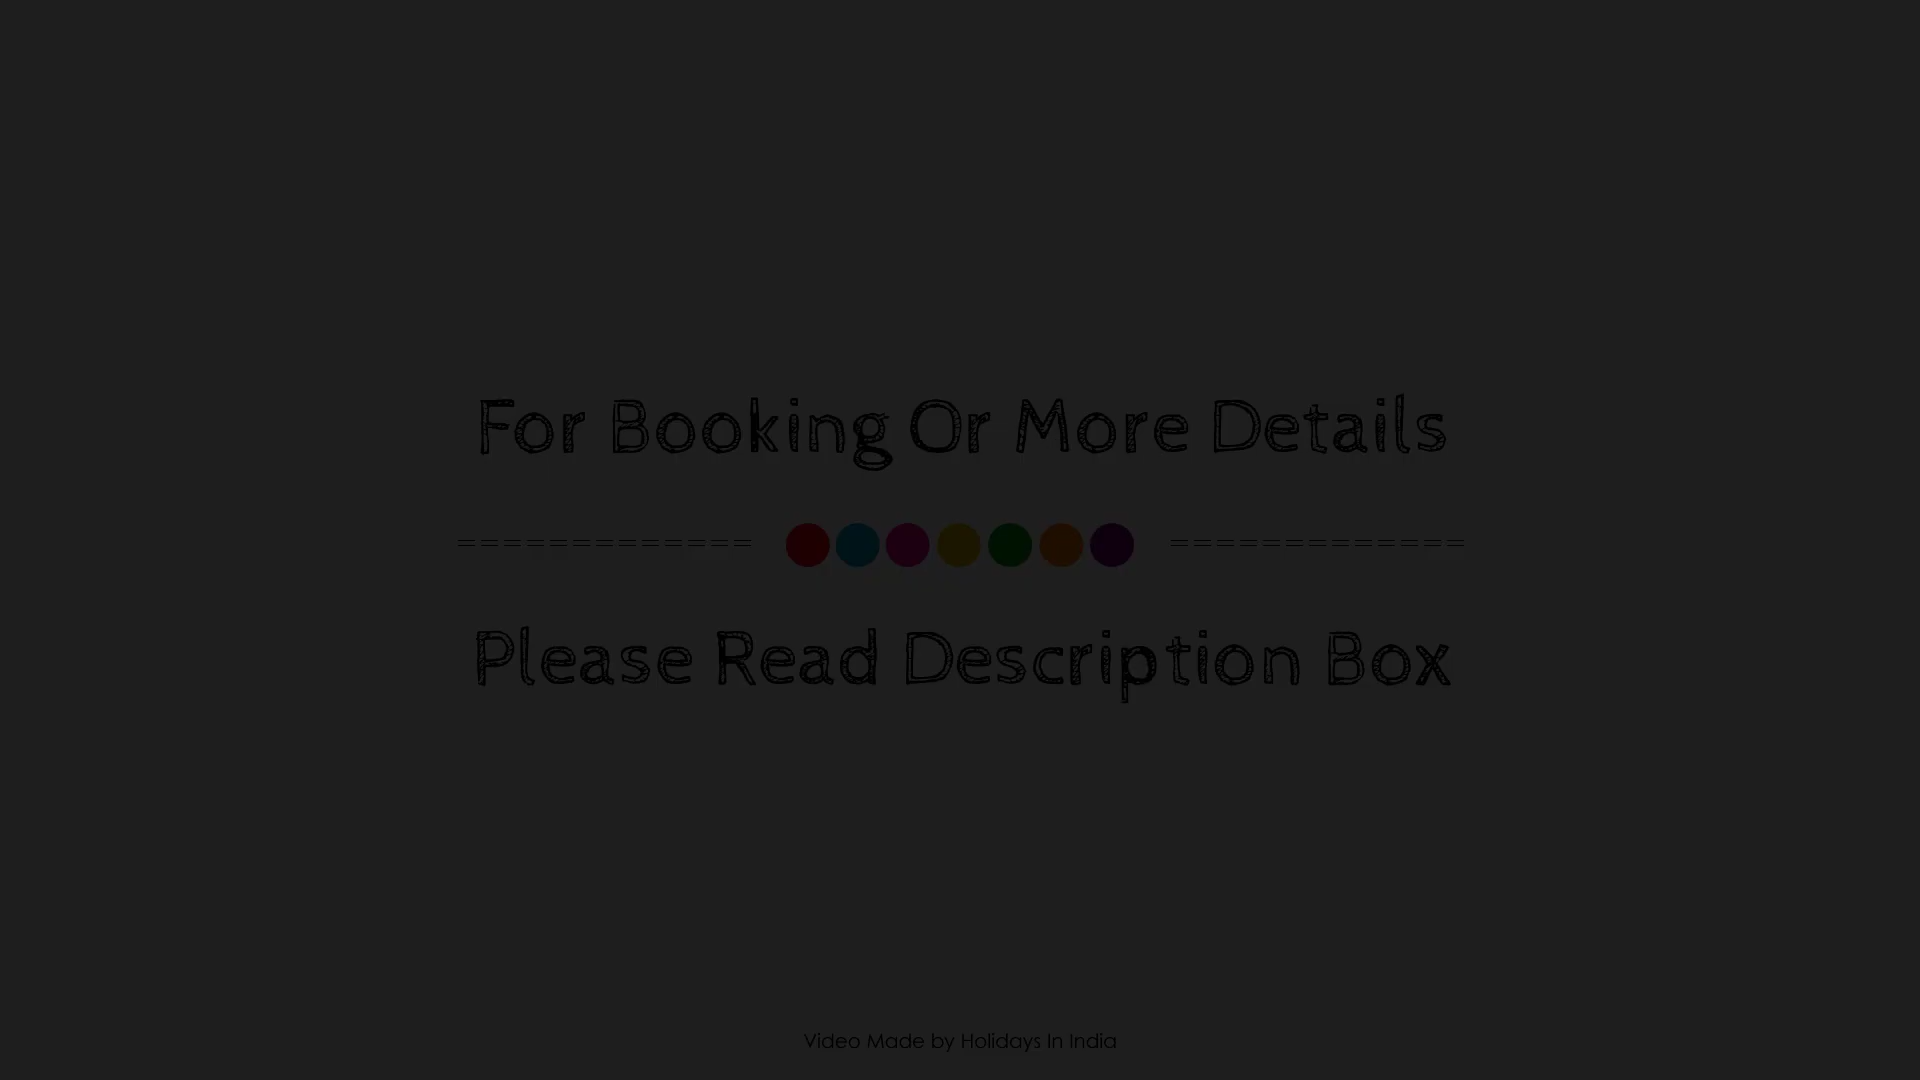 For Booking Or More Details
============= =============
Please Read Description Box
Video Made by Holidays In India